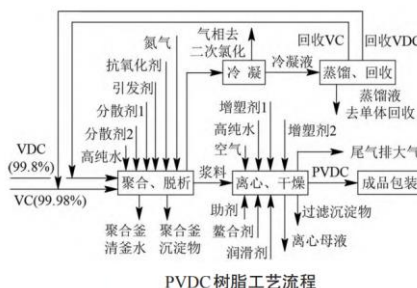 氮气
抗氧化剂
引发剂
分散剂1
分散剂2
高纯水
VDC
(99.8%)
VC(99.98%)
聚合、脱析
聚合釜
清釜水
聚合釜
沉淀物
浆料
气相去
二次氯化
冷凝
冷凝液
回收VC
回收VDC
蒸馏、回收
蒸馏液
去单体回收
增塑剂1
高纯水
空气
增塑剂2
离心、干燥
助剂
螯合剂
润滑剂
离心母液
过滤沉淀物
尾气排大气
PVDC
成品包装
PVDC树脂工艺流程